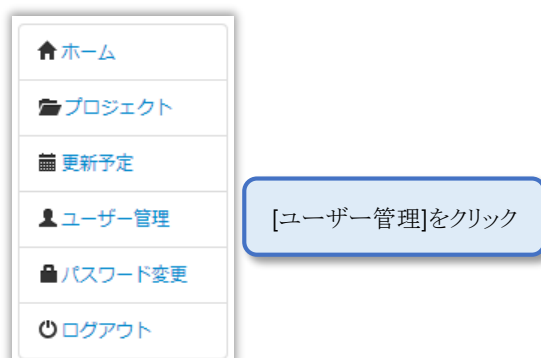 ホーム
プロジェクト
更新予定
ユーザー管理
[ユーザー管理]をクリック
パスワード変更
ログアウト